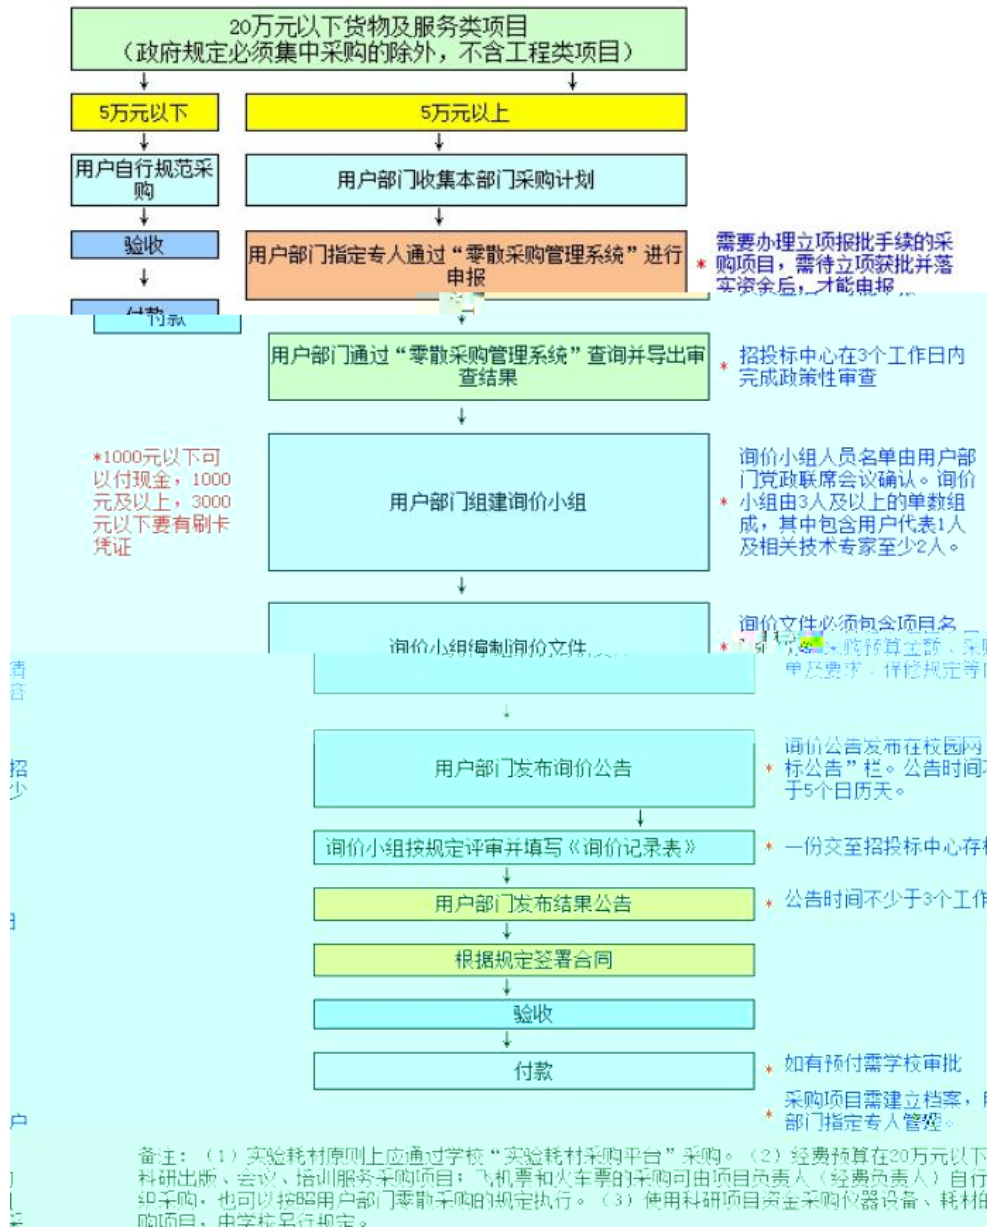 20万元以下货物及服务类项目
（政府规定必须集中采购的除外，不含工程类项目）
5万元以下
5万元以上
用户自行规范采
购
用户部门收集本部门采购计划
验收
用户部门指定专人通过“零散采购管理系统”进行
申报
* 需要办理立项报批手续的采
购项目，需待立项获批并落
实资金后，才能申报
付款
用户部门通过“零散采购管理系统”查询并导出审
查结果
* 招投标中心在3个工作日内
完成政策性审查
*1000元以下可
以付现金，1000
元及以上，3000
元以下要有刷卡
凭证
用户部门组建询价小组
询价小组人员名单由用户部
门党政联席会议确认。询价
* 小组由3人及以上的单数组
成，其中包含用户代表1人
及相关技术专家至少2人。
询价小组编制询价文件
询价文件必须包含项目名
* 采购预算金额、采购
单及要求、保修规定等
用户部门发布询价公告
询价公告发布在校园网
* 标公告”栏。公告时间
于5个日历天。
招
少
询价小组按规定评审并填写《询价记录表》
* 一份交至招投标中心存
用户部门发布结果公告
* 公告时间不少于3个工作
根据规定签署合同
验收
付款
* 如有预付需学校审批
采购项目需建立档案，
* 部门指定专人管理。
户
备注：（1）实验耗材原则上应通过学校“实验耗材采购平台”采购。（2）经费预算在20万元以下
科研出版、会议、培训服务采购项目；飞机票和火车票的采购可由项目负责人（经费负责人）自行
织采购，也可以按照用户部门零散采购的规定执行。（3）使用科研项目资金采购仪器设备、耗材的
购项目，由学校另行规定。